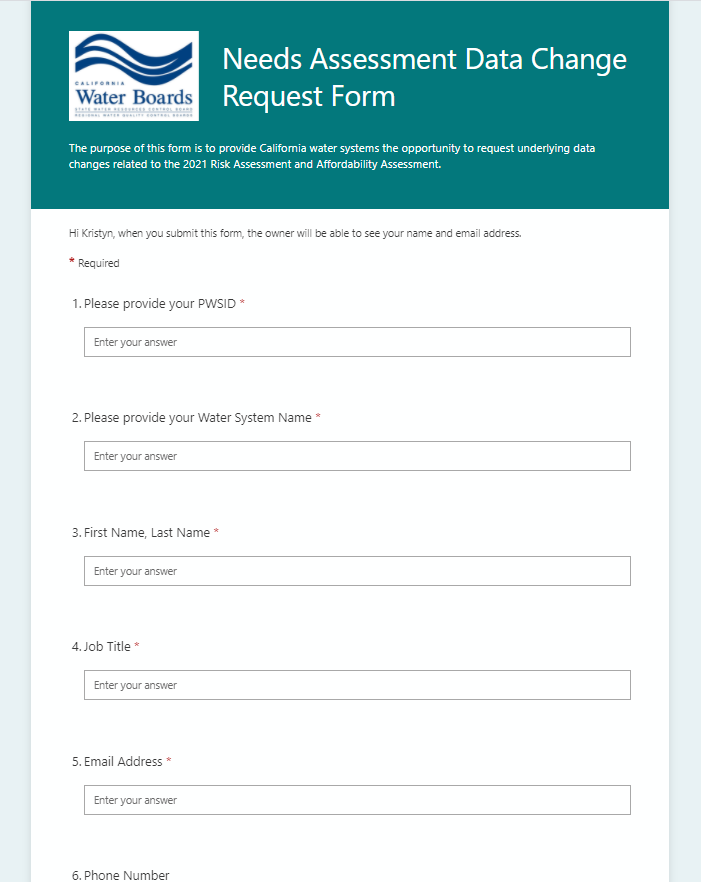 CALIFORNIA
Water Boards
STATE WATER RESOURCES CONTROL BOARD
REGIONAL WATER QUALITY CONTROL BOARDS
Needs Assessment Data Change
Request Form
The purpose of this form is to provide California water systems the opportunity to request underlying data
changes related to the 2021 Risk Assessment and Affordability Assessment.
Hi Kristyn, when you submit this form, the owner will be able to see your name and email address.
* Required
1. Please provide your PWSID *
Enter your answer
2. Please provide your Water System Name *
Enter your answer
3. First Name, Last Name *
Enter your answer
4. Job Title *
Enter your answer
5. Email Address *
Enter your answer
6. Phone Number